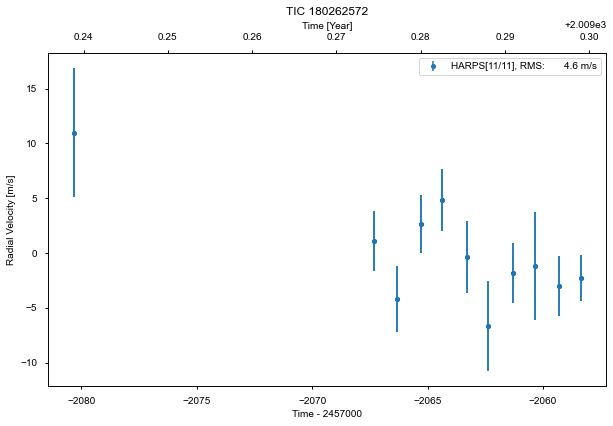 TIC 180262572
Time [Year]
+2.009e3
0.24 0.25 0.26 0.27 0.28 0.29 0.30
HARPS[11/11], RMS: 4.6 m/s
15
10
5
0
−5
−10
Radial Velocity [m/s]
−2080 −2075 −2070 −2065 −2060
Time - 2457000